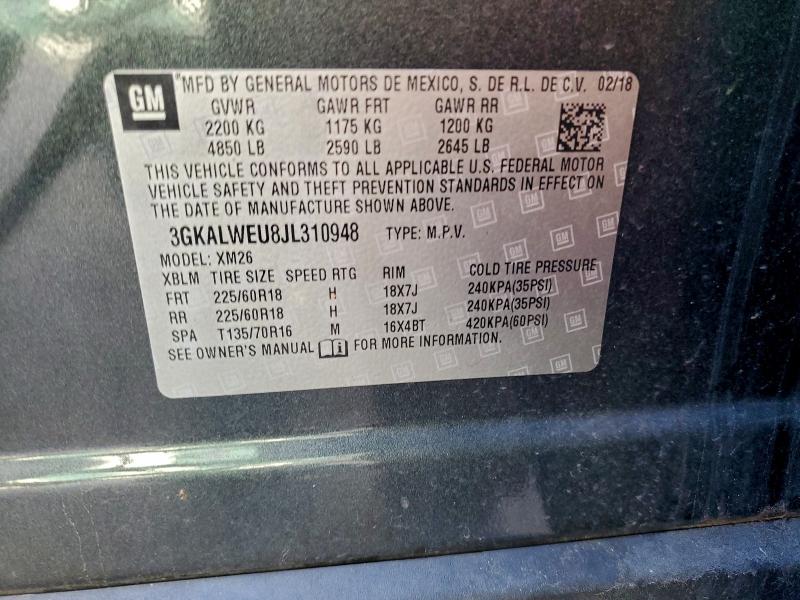 GM
"MFD BY GENERAL MOTORS DE MEXICO, S. DE R.L. DE C.V. 02/18
GVWR GAWR FRT GAWR RR
2200 KG 1175 KG 1200 KG
4850 LB 2590 LB 2645 LB
THIS VEHICLE CONFORMS TO ALL APPLICABLE U.S. FEDERAL MOTOR
VEHICLE SAFETY AND THEFT PREVENTION STANDARDS IN EFFECT ON
THE DATE OF MANUFACTURE SHOWN ABOVE.
3GKALWEU8JL310948 TYPE: M.P.V.
MODEL: XM26
XBLM TIRE SIZE SPEED RTG RIM COLD TIRE PRESSURE
FRT 225/60R18 H 18X7J 240KPA(35PSI)
RR 225/60R18 H 18X7J 240KPA(35PSI)
SPA T135/70R16 M 16X4BT 420KPA(60PSI)
SEE OWNER'S MANUAL FOR MORE INFORMATION.